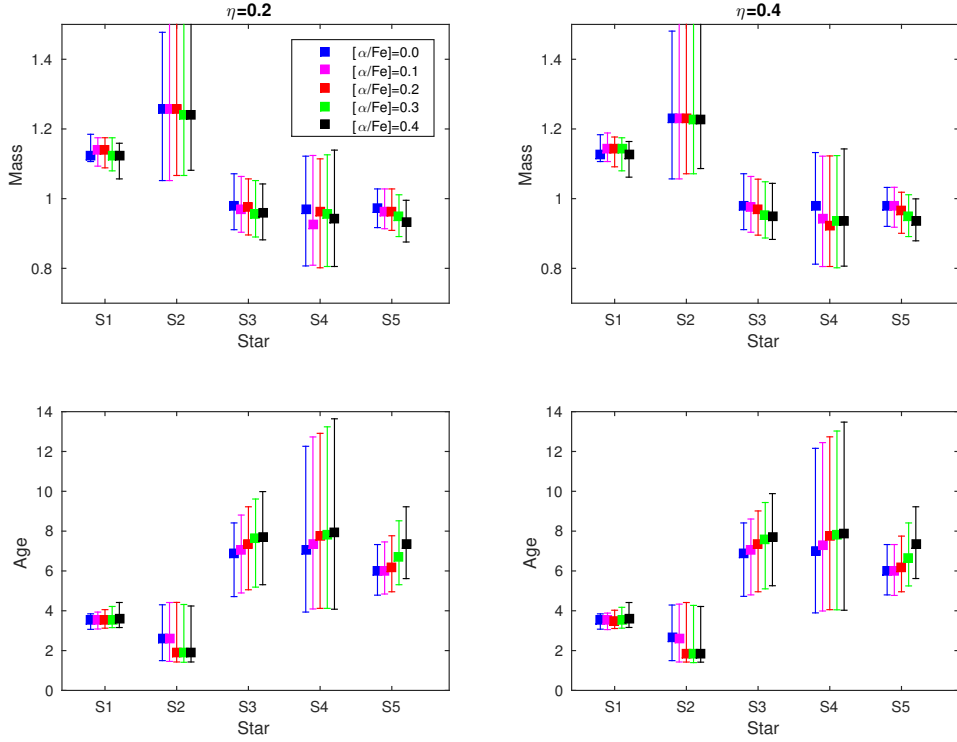 η=0.2
1.4
1.2
1
0.8
Mass
S1 S2 S3 S4 S5
Star
[α/Fe]=0.0
[α/Fe]=0.1
[α/Fe]=0.2
[α/Fe]=0.3
[α/Fe]=0.4
η=0.4
1.4
1.2
1
0.8
Mass
S1 S2 S3 S4 S5
Star
14
12
10
8
6
4
2
0
Age
S1 S2 S3 S4 S5
Star
14
12
10
8
6
4
2
0
Age
S1 S2 S3 S4 S5
Star